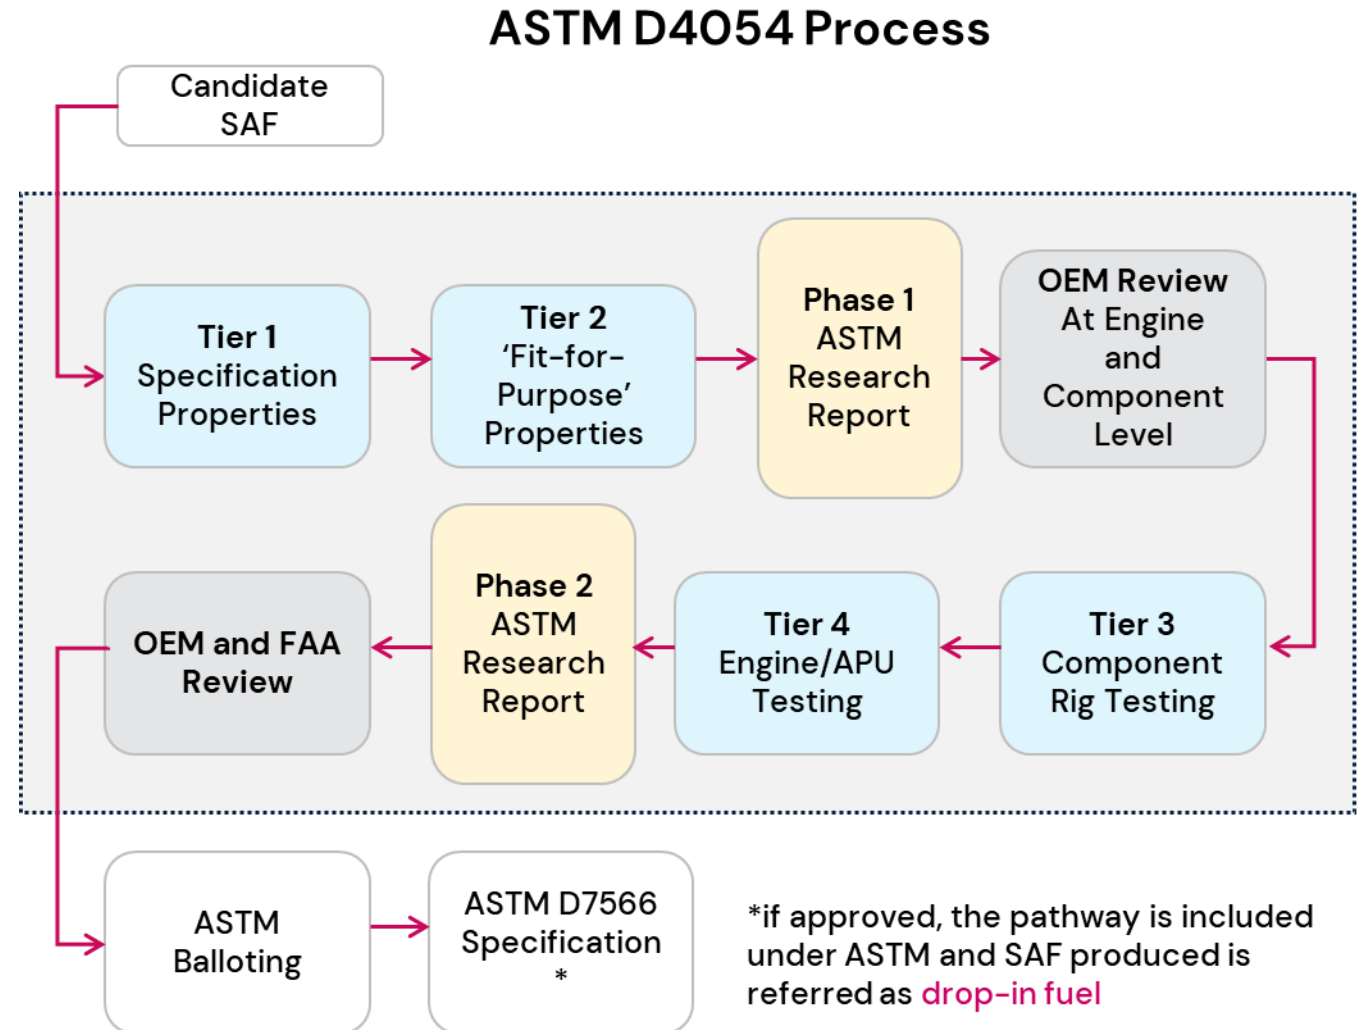 ASTM D4054 Process
Candidate
SAF
Tier 1
Specification
Properties
Tier 2
‘Fit-for-
Purpose’
Properties
Phase 1
ASTM
Research
Report
OEM Review
At Engine
and
Component
Level
Tier 3
Component
Rig Testing
Tier 4
Engine/APU
Testing
Phase 2
ASTM
Research
Report
OEM and FAA
Review
ASTM
Balloting
ASTM D7566
Specification
*
*if approved, the pathway is included
under ASTM and SAF produced is
referred as drop-in fuel